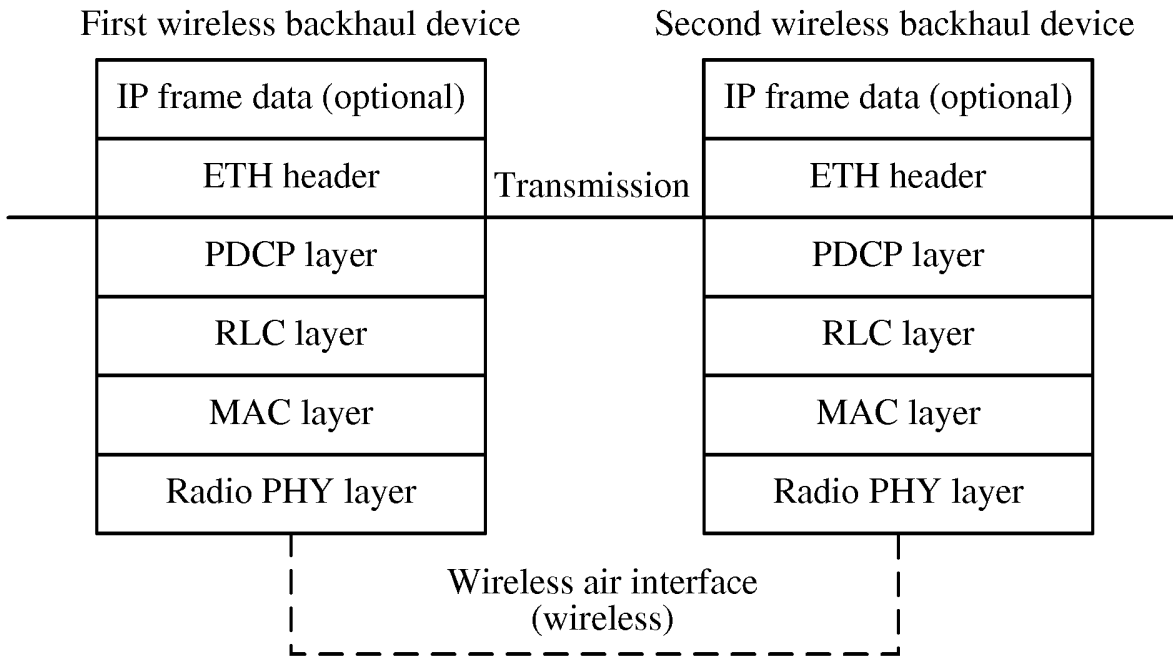 First wireless backhaul device
Second wireless backhaul device
IP frame data (optional)
IP frame data (optional)
ETH header
Transmission
ETH header
PDCP layer
PDCP layer
RLC layer
RLC layer
MAC layer
MAC layer
Radio PHY layer
Radio PHY layer
Wireless air interface
(wireless)